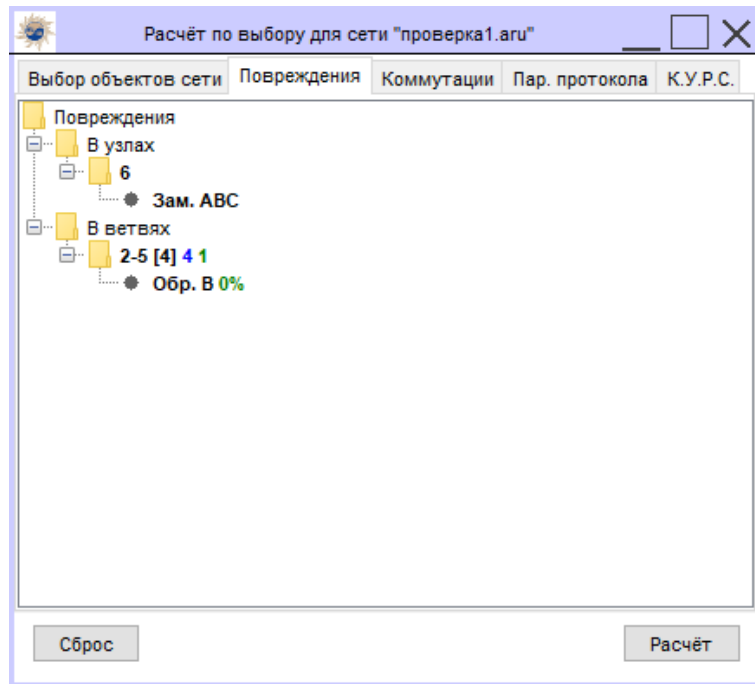 Расчёт по выбору для сети "проверка1.aru"
Выбор объектов сети Повреждения Коммутации Пар. протокола К.У.Р.С.
Повреждения
В узлах
6
Зам. ABC
В ветвях
2-5 [4] 4 1
Обр. B 0%
Сброс Расчёт